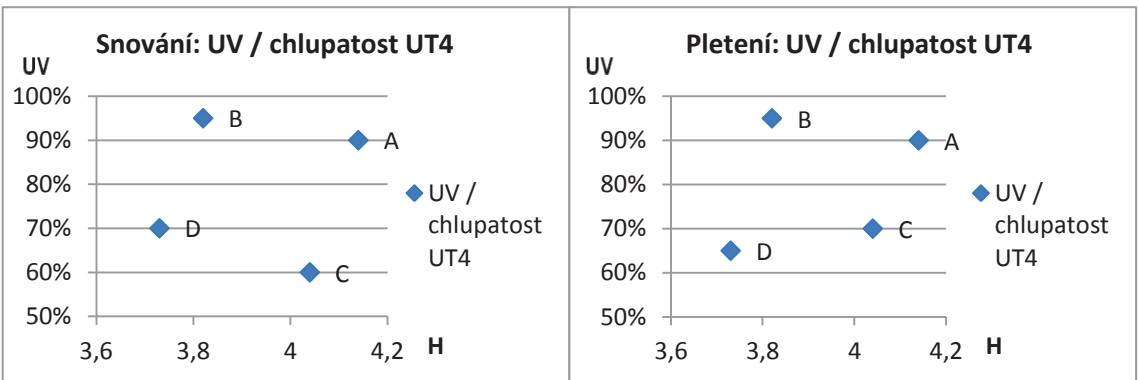 Snování: UV / chlupatost UT4
UV
100%
90%
80%
70%
60%
50%
B
A
D
C
UV /
chlupatost
UT4
3,6
3,8
4
4,2
H
Pletení: UV / chlupatost UT4
UV
100%
90%
80%
70%
60%
50%
B
A
C
D
UV /
chlupatost
UT4
3,6
3,8
4
4,2
H